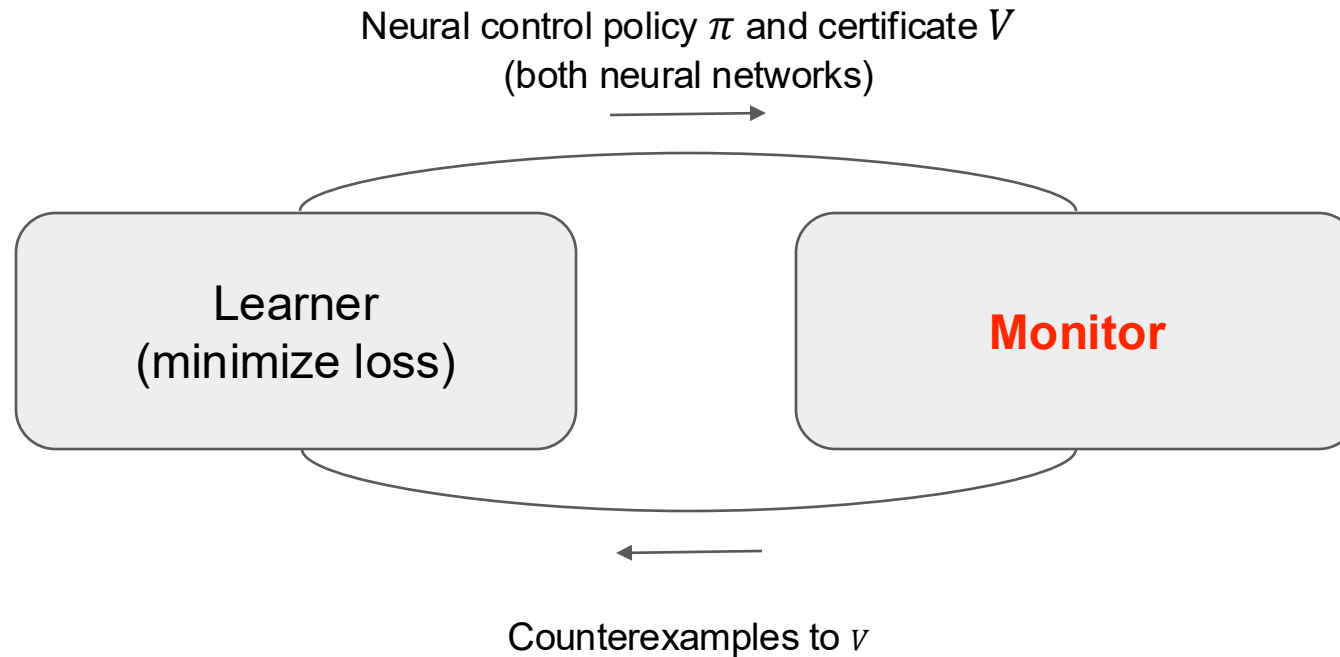 Neural control policy π and certificate V
(both neural networks)
Learner
(minimize loss)
Monitor
Counterexamples to V